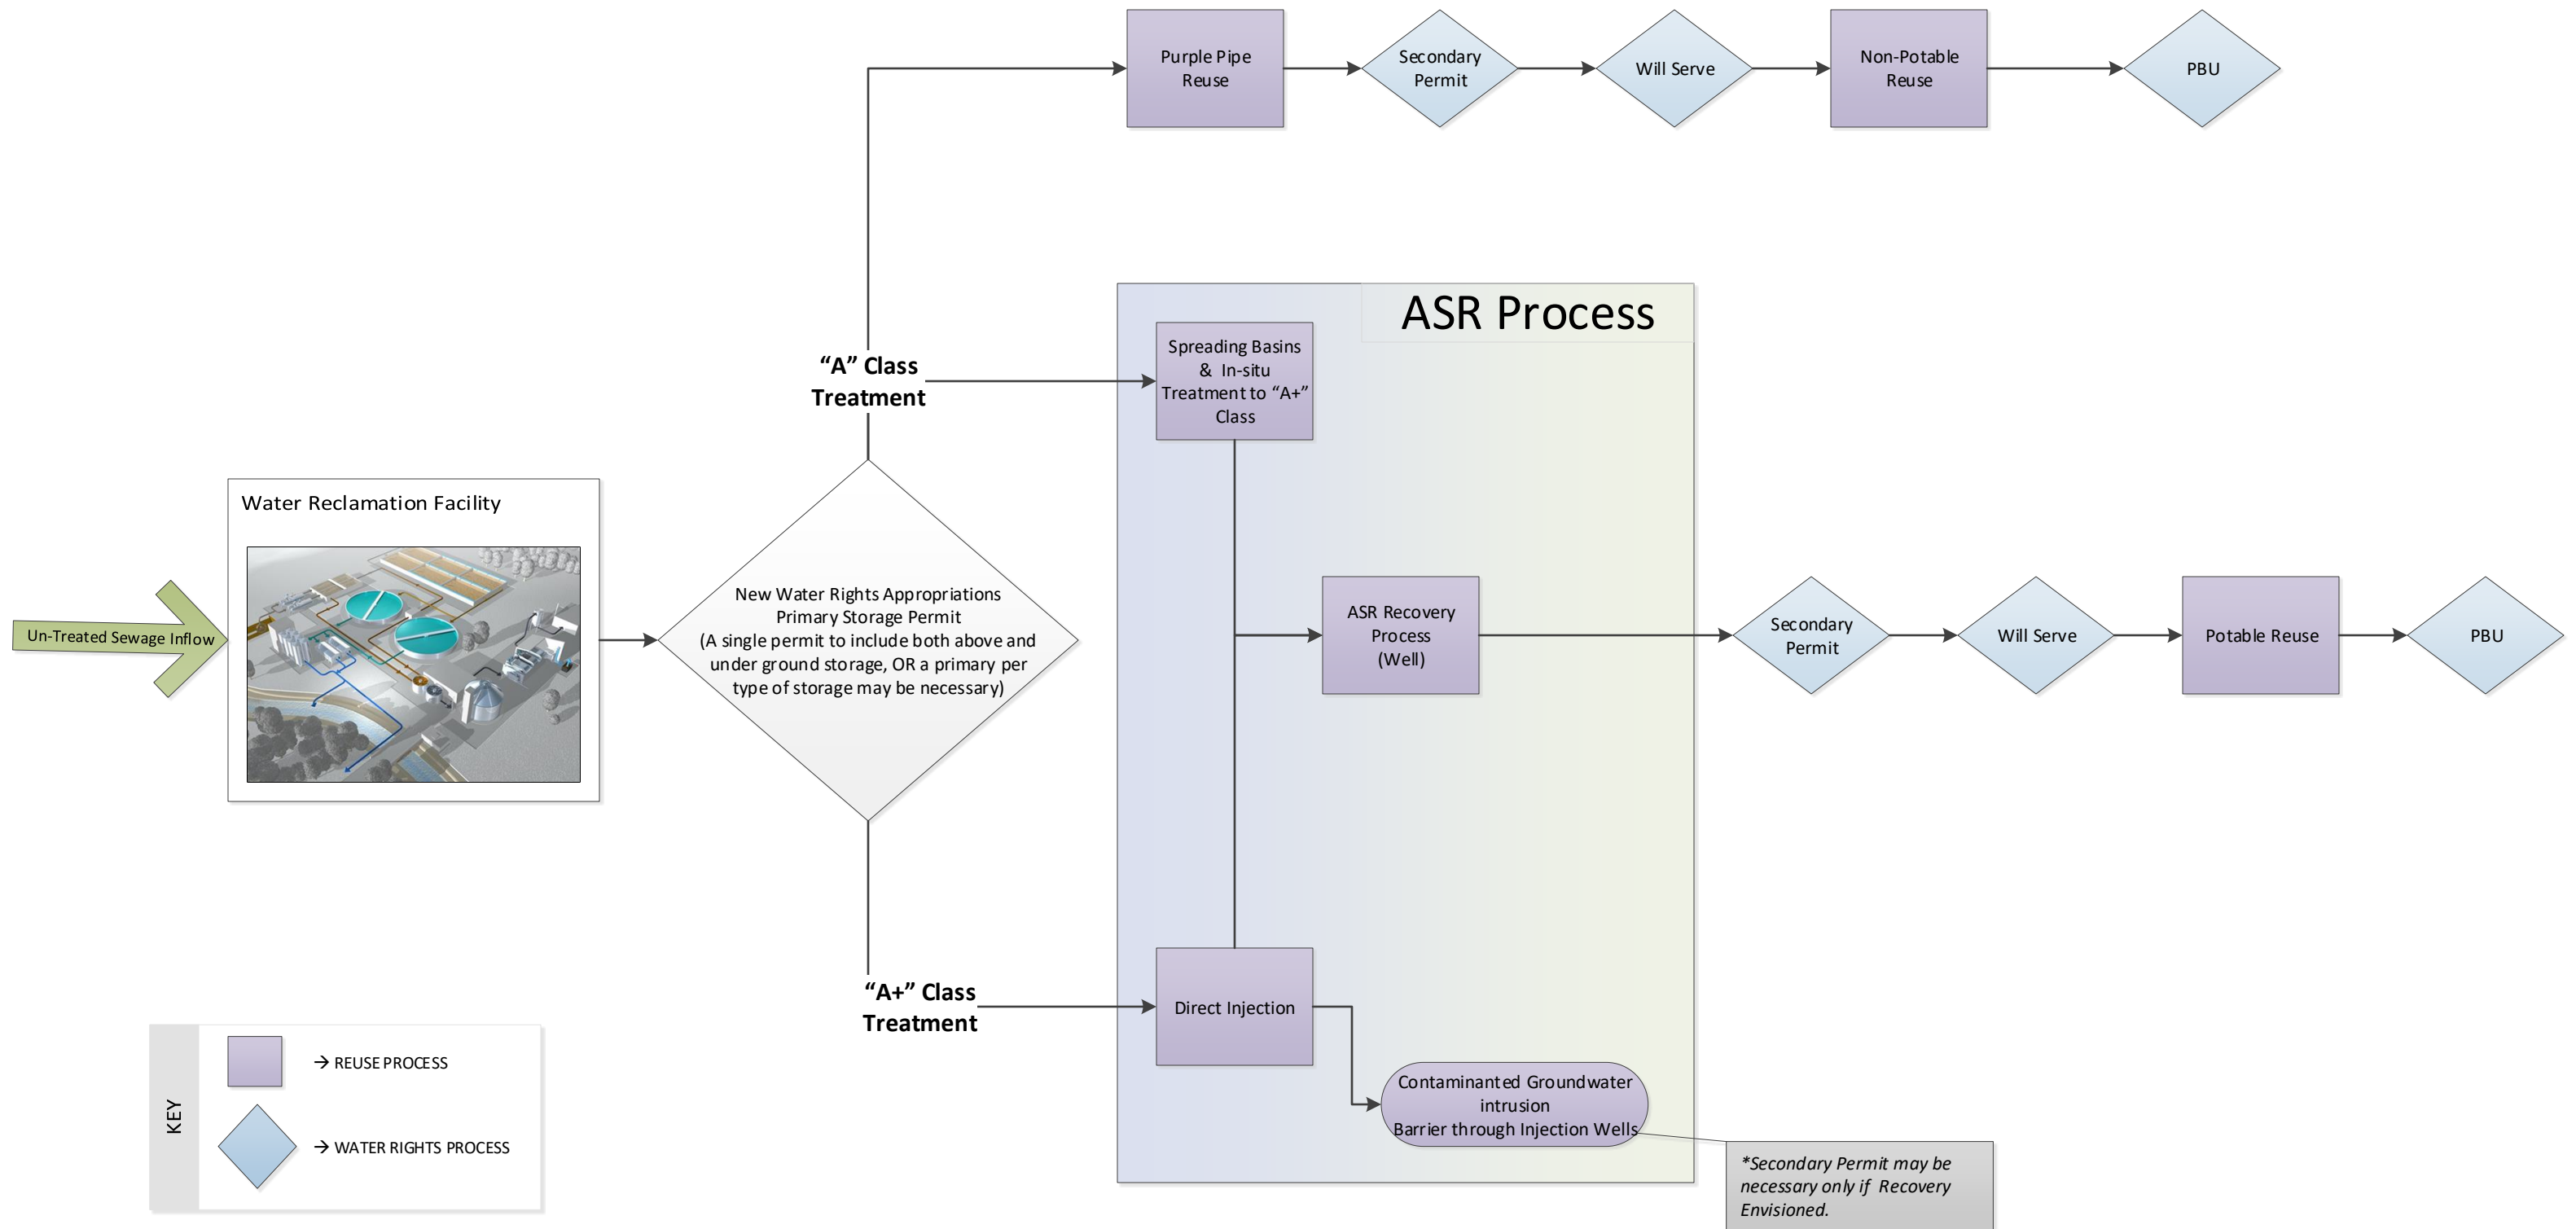 Purple Pipe
Reuse
Secondary
Permit
Will Serve
Non-Potable
Reuse
PBU
ASR Process
“A” Class
Treatment
Spreading Basins
& In-situ
Treatment to “A+”
Class
Water Reclamation Facility
Un-Treated Sewage Inflow
New Water Rights Appropriations
Primary Storage Permit
(A single permit to include both above and
under ground storage, OR a primary per
type of storage may be necessary)
ASR Recovery
Process
(Well)
Secondary
Permit
Will Serve
Potable Reuse
PBU
“A+” Class
Treatment
Direct Injection
Contaminanted Groundwater
intrusion
Barrier through Injection Wells
*Secondary Permit may be
necessary only if Recovery
Envisioned.
KEY
→ REUSE PROCESS
→ WATER RIGHTS PROCESS